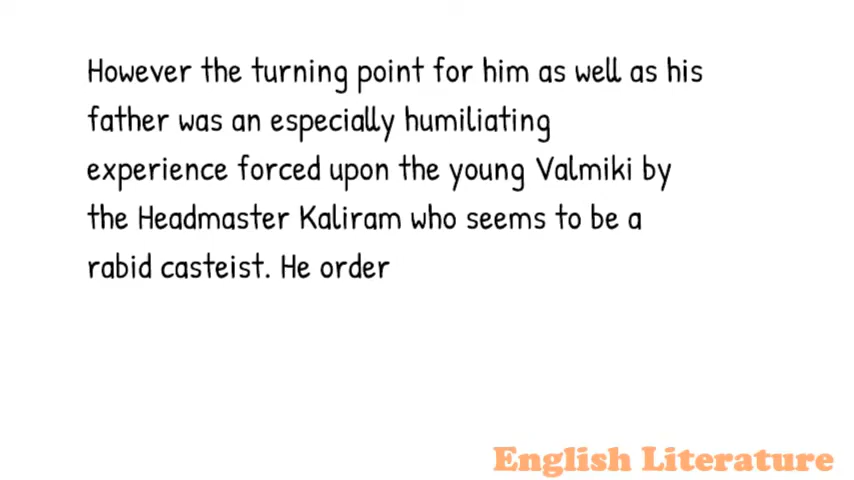 However the turning point for him as well as his
father was an especially humiliating
experience forced upon the young Valmiki by
the Headmaster Kaliram who seems to be a
rabid casteist. He order
English Literature